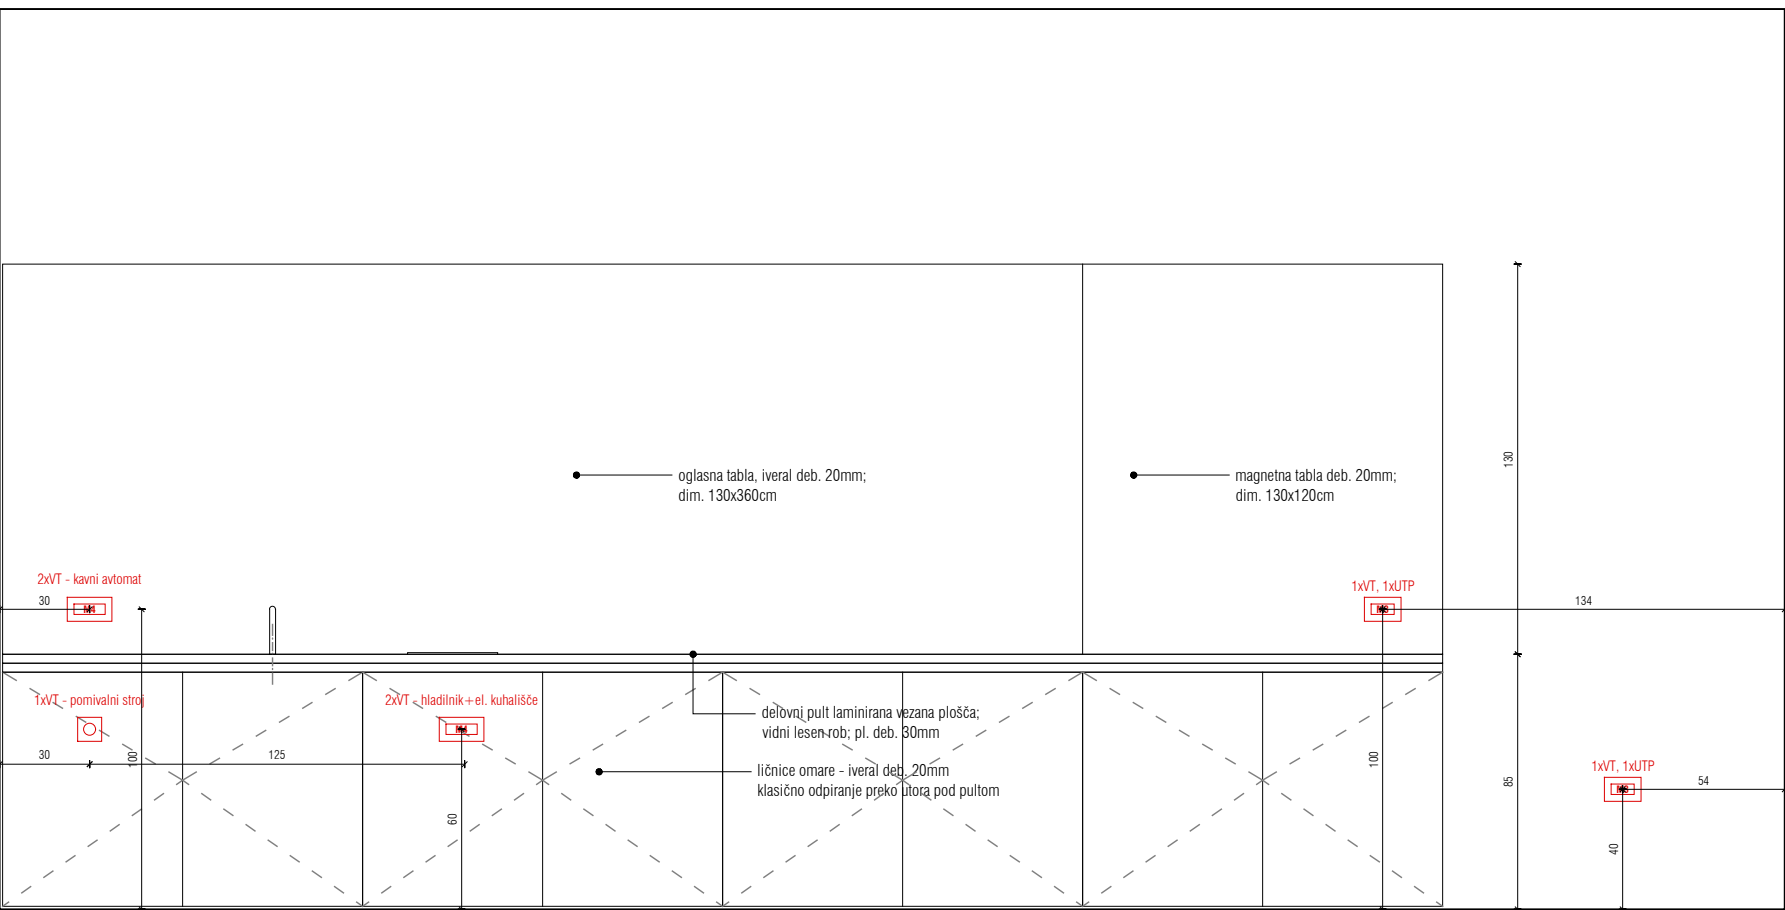 130
oglasna tabla, iveral deb. 20mm;
dim. 130x360cm
magnetna tabla deb. 20mm;
dim. 130x120cm
2xVT - kavni avtomat
30
1xVT, 1xUTP
134
1xVT - pomivalni stroj
2xVT - hladilnik+el. kuhališče
delovni pult laminirana vezana plošča;
vidni lesen rob; pl. deb. 30mm
30
100
125
100
ličnice omare - iveral deb. 20mm
klasično odpiranje preko utora pod pultom
85
1xVT, 1xUTP
54
60
40